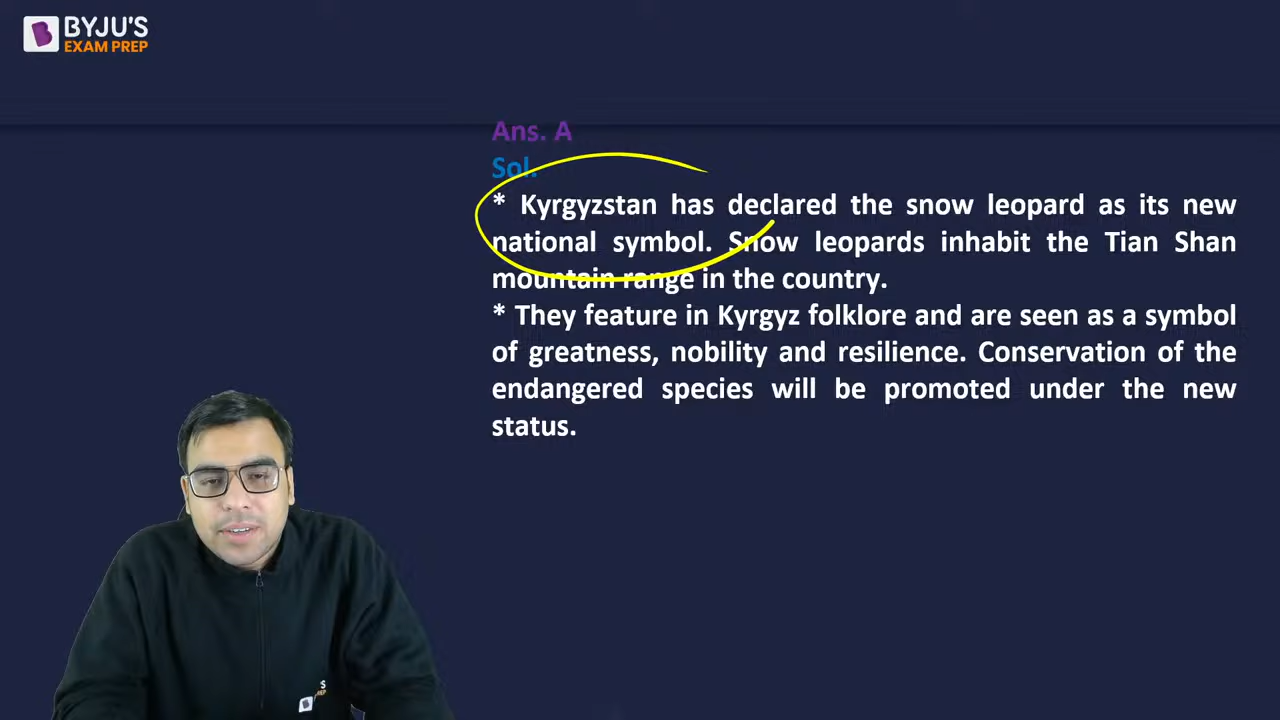 BYJU'S
EXAM PREP
Ans. A
Sol.
* Kyrgyzstan has declared the snow leopard as its new
national symbol. Snow leopards inhabit the Tian Shan
mountain range in the country.
* They feature in Kyrgyz folklore and are seen as a symbol
of greatness, nobility and resilience. Conservation of the
endangered species will be promoted under the new
status.